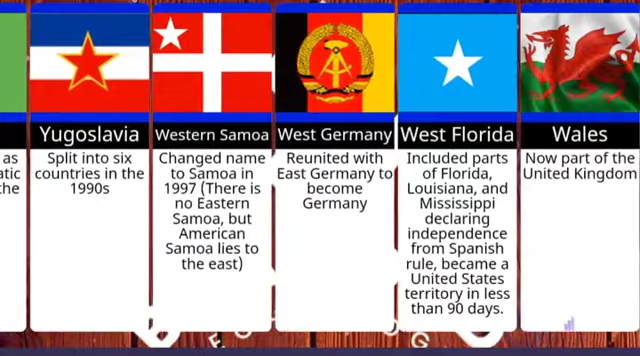 as
atic
the
Yugoslavia
Split into six
countries in the
1990s
Western Samoa
Changed name
to Samoa in
1997 (There is
no Eastern
Samoa, but
American
Samoa lies to
the east)
West Germany
Reunited with
East Germany to
become
Germany
West Florida
Included parts
of Florida,
Louisiana, and
Mississippi
declaring
independence
from Spanish
rule, became a
United States
territory in less
than 90 days.
Wales
Now part of the
United Kingdom